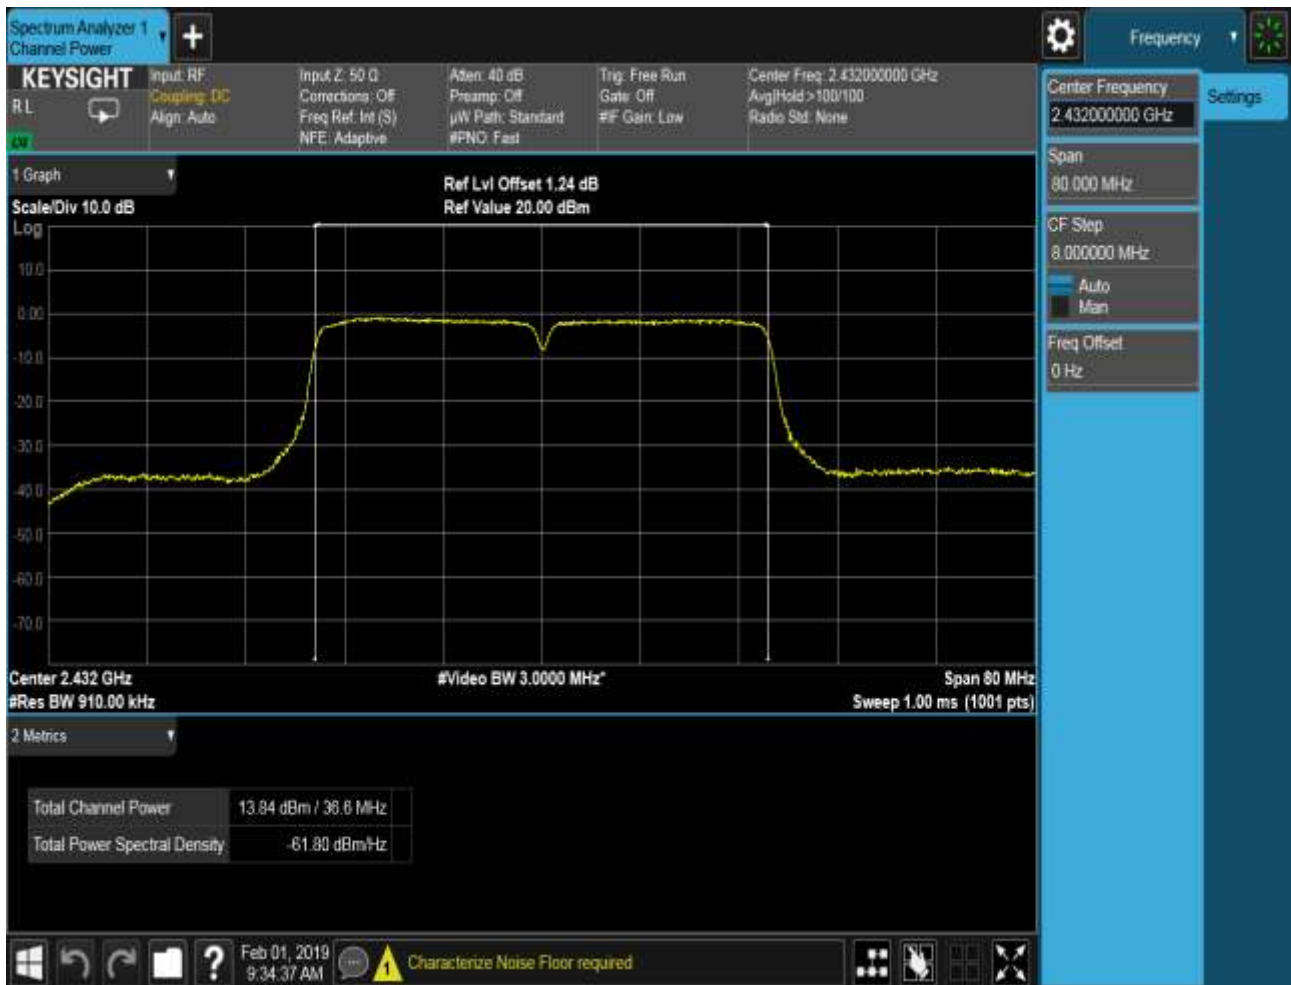 Spectrum Analyzer 1
Channel Power
Frequency
KEYSIGHT
R L
Input: RF
Coupling: DC
Align: Auto
Input Z: 50 Ω
Corrections: Off
Freq Ref: Int (S)
NFE: Adaptive
Atten: 40 dB
Preamp: Off
µW Path: Standard
#PNO: Fast
Trig: Free Run
Gate: Off
#IF Gain: Low
Center Freq: 2.432000000 GHz
Avg|Hold:>100/100
Radio Std: None
Center Frequency
2.432000000 GHz
Settings
Span
80.000 MHz
CF Step
8.000000 MHz
Auto
Man
Freq Offset
0 Hz
1 Graph
Scale/Div 10.0 dB
Ref Lvl Offset 1.24 dB
Ref Value 20.00 dBm
Log
10.0
0.00
-10.0
-20.0
-30.0
-40.0
-50.0
-60.0
-70.0
Center 2.432 GHz
#Video BW 3.0000 MHz*
Span 80 MHz
#Res BW 910.00 kHz
Sweep 1.00 ms (1001 pts)
2 Metrics
Total Channel Power
13.84 dBm / 36.6 MHz
Total Power Spectral Density
-61.80 dBm/Hz
?
Feb 01, 2019
9:34:37 AM
1
Characterize Noise Floor required